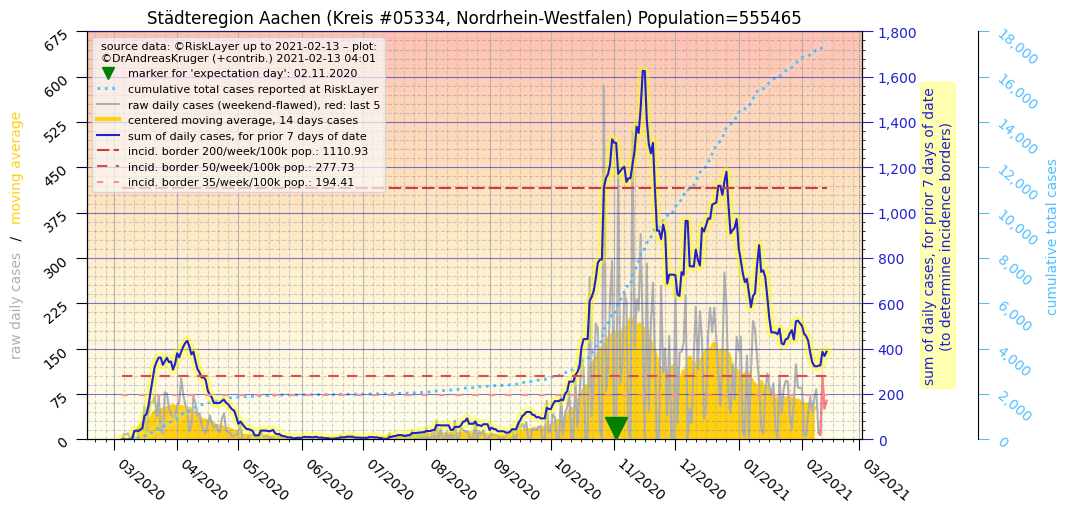 Städteregion Aachen (Kreis #05334, Nordrhein-Westfalen) Population=555465
source data: ©RiskLayer up to 2021-02-13 – plot:
©DrAndreasKruger (+contrib.) 2021-02-13 04:01
marker for 'expectation day': 02.11.2020
cumulative total cases reported at RiskLayer
raw daily cases (weekend-flawed), red: last 5
centered moving average, 14 days cases
sum of daily cases, for prior 7 days of date
incid. border 200/week/100k pop.: 1110.93
incid. border 50/week/100k pop.: 277.73
incid. border 35/week/100k pop.: 194.41
raw daily cases / moving average
675
600
525
450
375
300
225
150
75
0
03/2020
04/2020
05/2020
06/2020
07/2020
08/2020
09/2020
10/2020
11/2020
12/2020
01/2021
02/2021
03/2021
1,800
1,600
1,400
1,200
1,000
800
600
400
200
0
sum of daily cases, for prior 7 days of date
(to determine incidence borders)
18,000
16,000
14,000
12,000
10,000
8,000
6,000
4,000
2,000
0
cumulative total cases